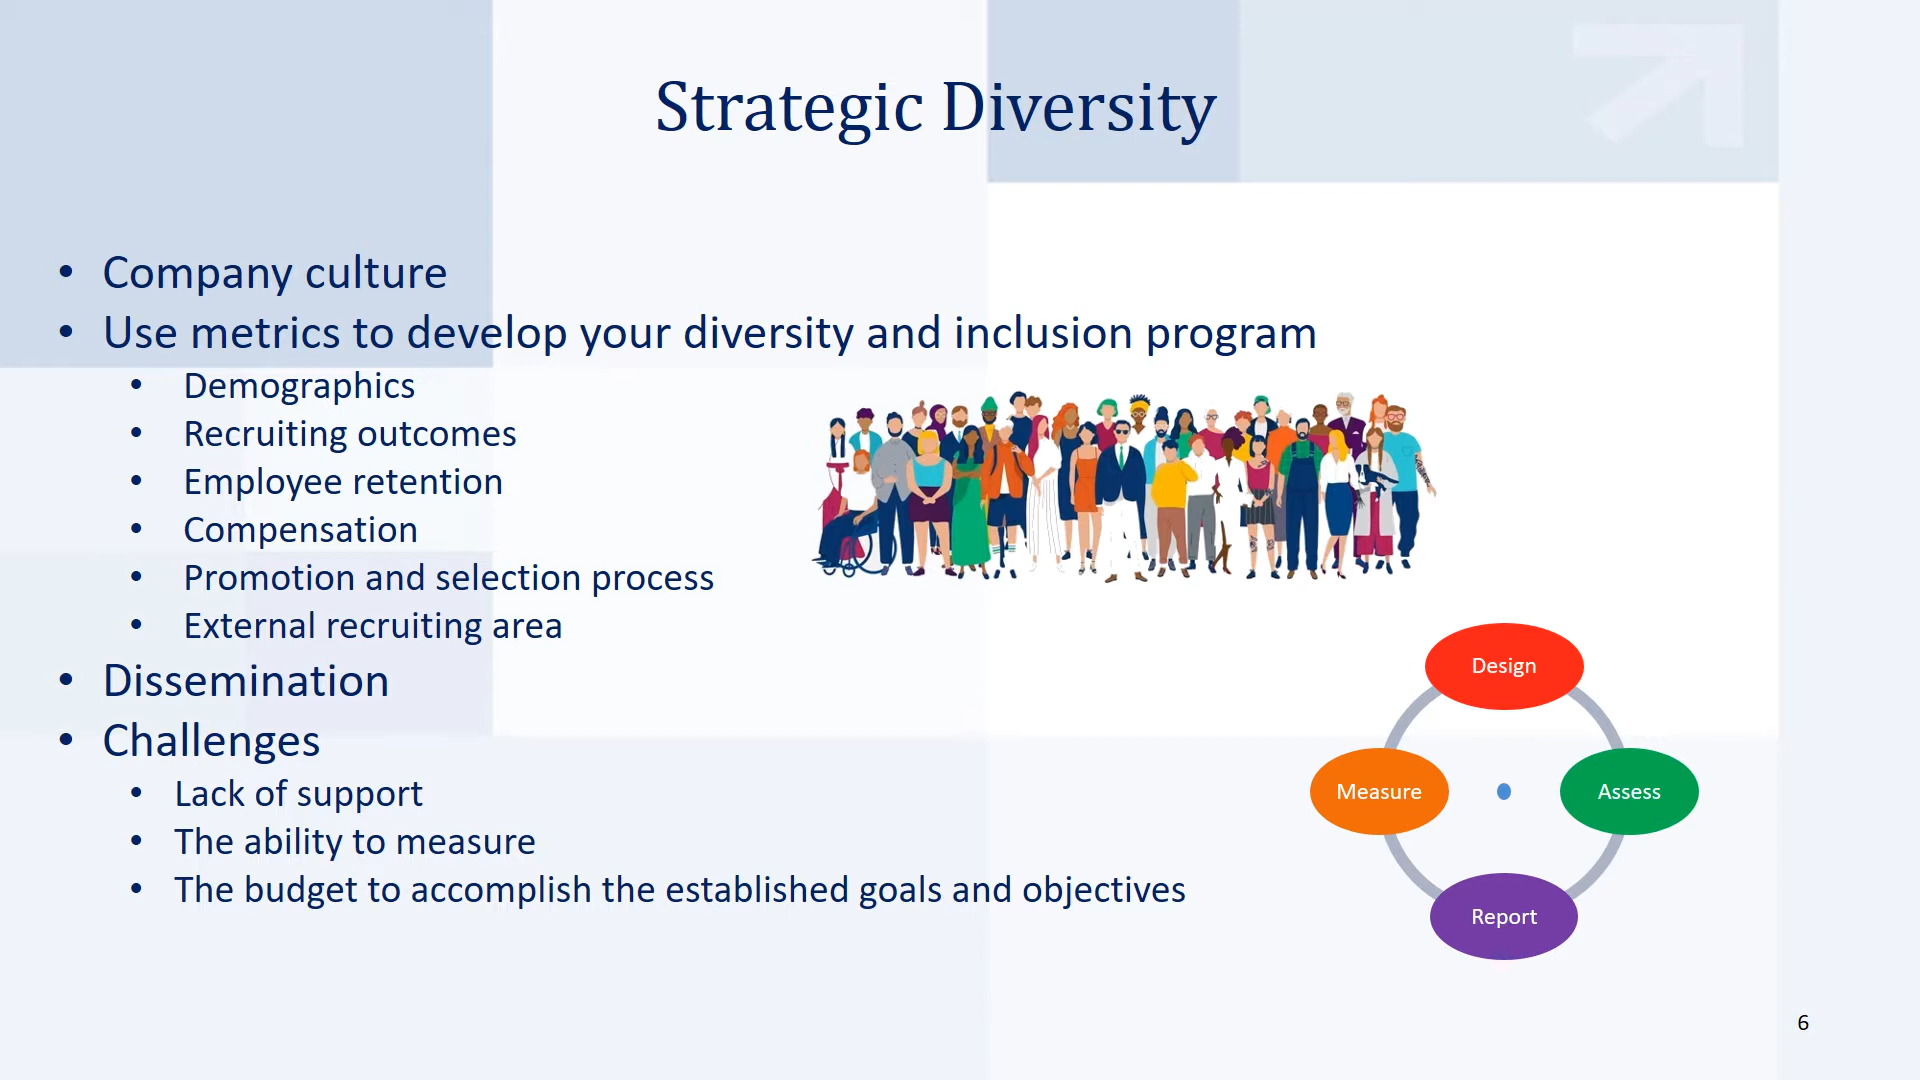 Strategic Diversity
• Company culture
• Use metrics to develop your diversity and inclusion program
• Demographics
• Recruiting outcomes
• Employee retention
• Compensation
• Promotion and selection process
• External recruiting area
• Dissemination
• Challenges
• Lack of support
• The ability to measure
• The budget to accomplish the established goals and objectives
Design
Measure
Assess
Report
6